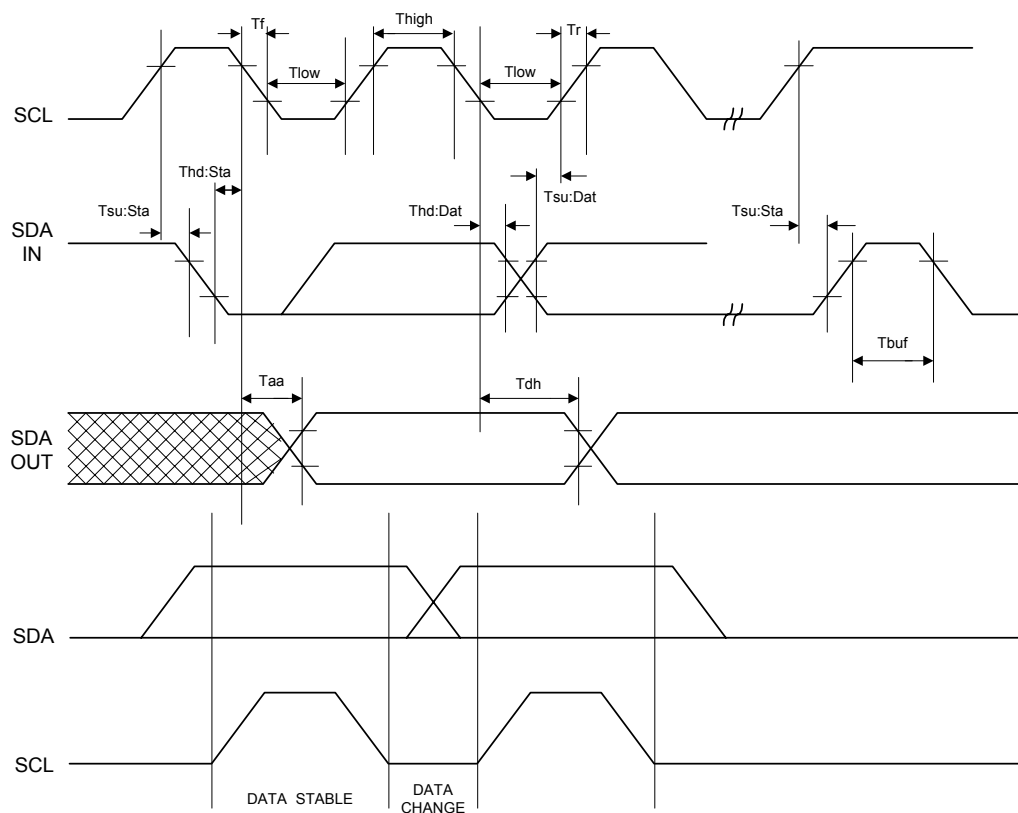 Tf
Thigh
Tr
Tlow
Tlow
SCL
Thd:Sta
Tsu:Sta
Thd:Dat
Tsu:Dat
Tsu:Sta
SDA
IN
Tbuf
Taa
Tdh
SDA
OUT
SDA
SCL
DATA STABLE
DATA
CHANGE